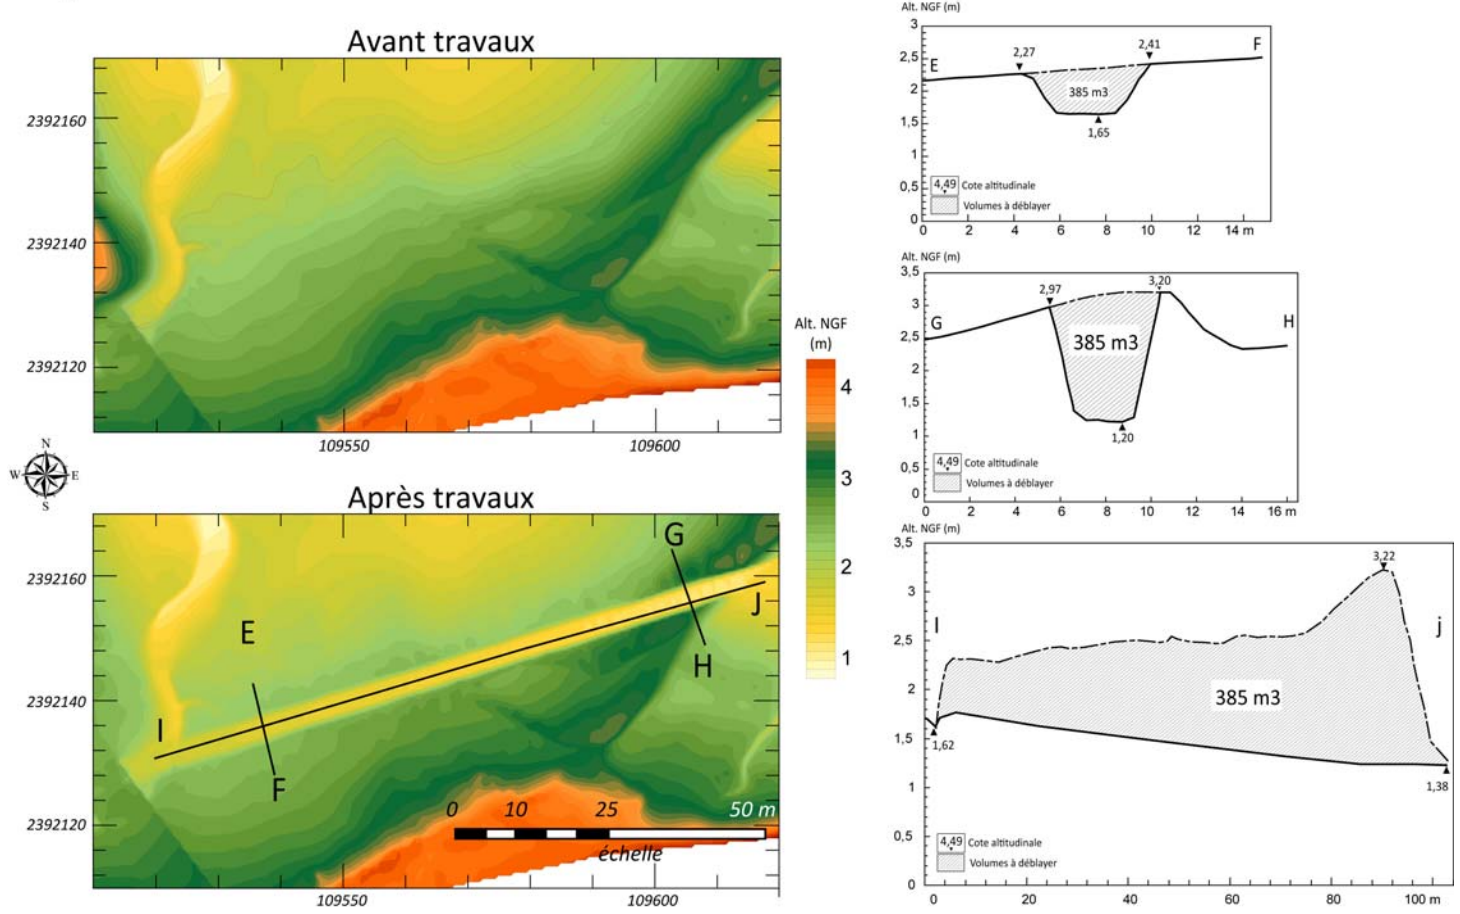 Avant travaux
2392160
2392140
2392120
109550
109600
N
W
E
S
Alt. NGF
(m)
4
3
2
1
Après travaux
G
J
E
H
I
F
2392160
2392140
2392120
0
10
25
50 m
échelle
109550
109600
Alt. NGF (m)
3
2,5
2
1,5
1
0,5
0
E
2,27
2,41
F
385 m3
1,65
4,49 Cote altitudinale
Volumes à déblayer
0 2 4 6 8 10 12 14 m
Alt. NGF (m)
3,5
3
2,5
2
1,5
1
0,5
0
G
2,97
3,20
H
385 m3
1,20
4,49 Cote altitudinale
Volumes à déblayer
0 2 4 6 8 10 12 14 16 m
Alt. NGF (m)
3,5
3
2,5
2
1,5
1
0,5
0
I
3,22
j
385 m3
1,62
1,38
4,49 Cote altitudinale
Volumes à déblayer
0 20 40 60 80 100 m